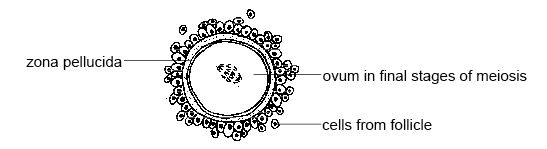 zona pellucida
ovum in final stages of meiosis
cells from follicle